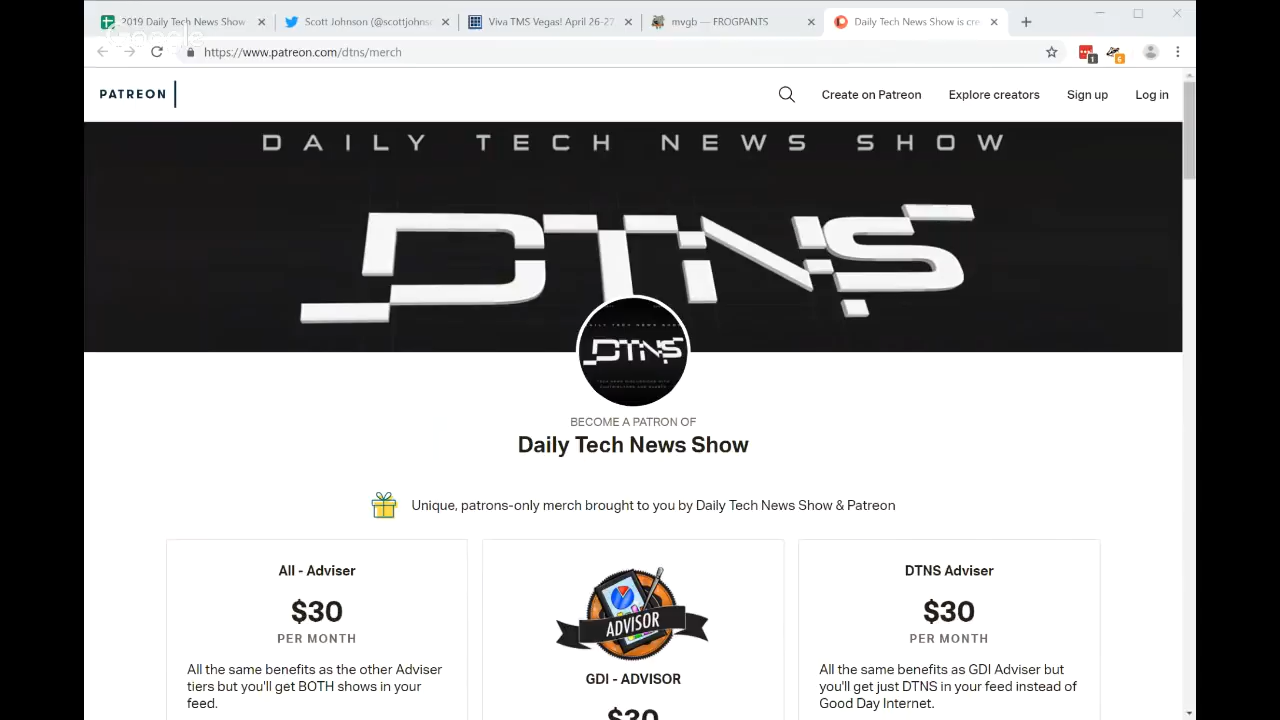 2019 Daily Tech News Show
Scott Johnson (@scottjohns
Viva TMS Vegas! April 26-27
mvgb — FROGPANTS
Daily Tech News Show is cre
Google
https://www.patreon.com/dtns/merch
1
6
PATREON
Create on Patreon
Explore creators
Sign up
Log in
DAILY TECH NEWS SHOW
DTNS
DTNS
BECOME A PATRON OF
Daily Tech News Show
Unique, patrons-only merch brought to you by Daily Tech News Show & Patreon
All - Adviser
$30
PER MONTH
All the same benefits as the other Adviser
tiers but you'll get BOTH shows in your
feed.
ADVISOR
GDI - ADVISOR
$30
DTNS Adviser
$30
PER MONTH
All the same benefits as GDI Adviser but
you'll get just DTNS in your feed instead of
Good Day Internet.